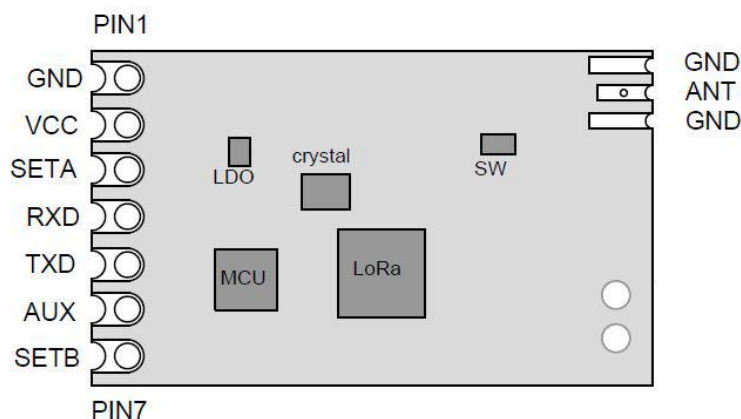 PIN1
GND
VCC
SETA
RXD
TXD
AUX
SETB
PIN7
LDO
crystal
SW
MCU
LoRa
GND
ANT
GND